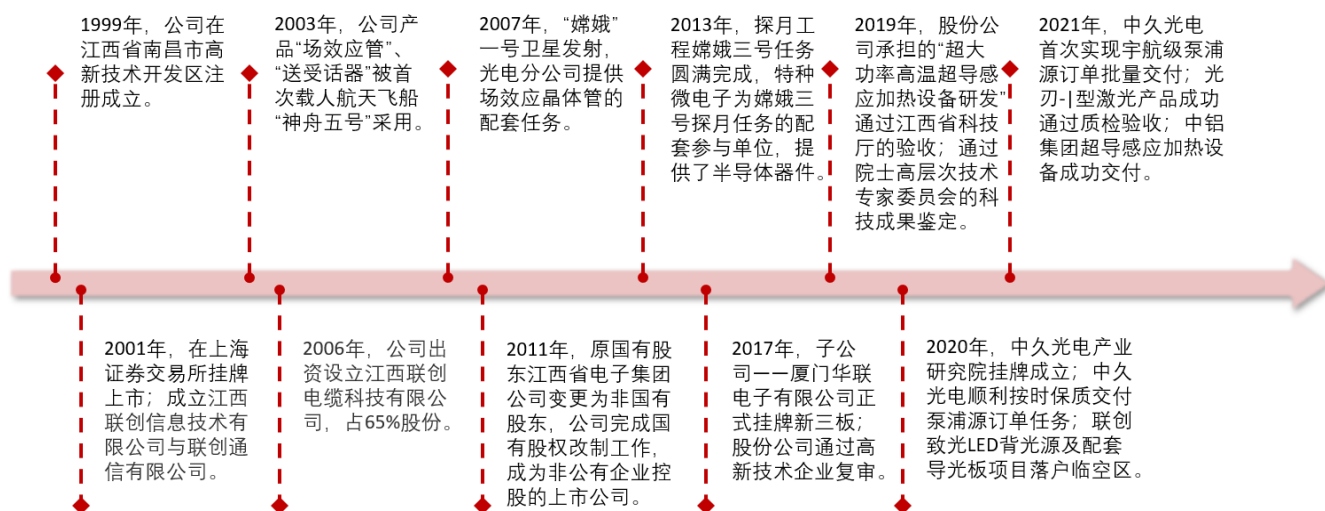 1999年，公司在
江西省南昌市高
新技术开发区注
册成立。
2003年，公司产
品“场效应管”、
“送受话器”被首
次载人航天飞船
“神舟五号”采用。
2007年，“嫦娥”
一号卫星发射，
光电分公司提供
场效应晶体管的
配套任务。
2013年，探月工
程嫦娥三号任务
圆满完成，特种
微电子为嫦娥三
号探月任务的配
套参与单位，提
供了半导体器件。
2019年，股份公
司承担的“超大
功率高温超导感
应加热设备研发”
通过江西省科技
厅的验收；通过
院士高层次技术
专家委员会的科
技成果鉴定。
2021年，中久光电
首次实现宇航级泵浦
源订单批量交付；光
刃-|型激光产品成功
通过质检验收；中铝
集团超导感应加热设
备成功交付。
2001年，在上海
证券交易所挂牌
上市；成立江西
联创信息技术有
限公司与联创通
信有限公司。
2006年，公司出
资设立江西联创
电缆科技有限公
司，占65%股份。
2011年，原国有股
东江西省电子集团
公司变更为非国有
股东，公司完成国
有股权改制工作，
成为非公有企业控
股的上市公司。
2017年，子公
司——厦门华联
电子有限公司正
式挂牌新三板；
股份公司通过高
新技术企业复审。
2020年，中久光电产业
研究院挂牌成立；中久
光电顺利按时保质交付
泵浦源订单任务；联创
致光LED背光源及配套
导光板项目落户临空区。